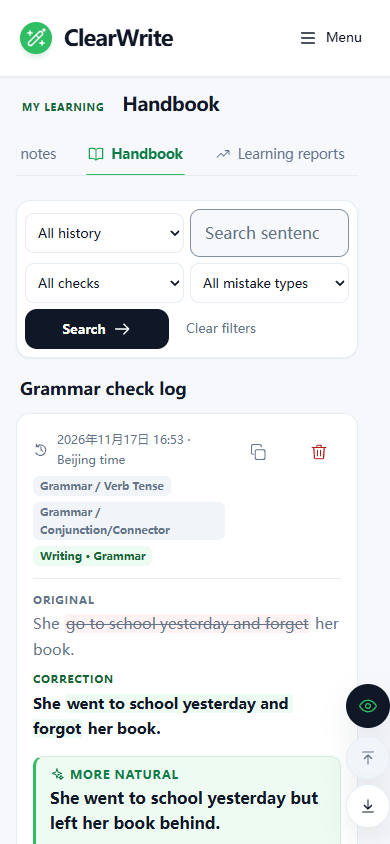 ClearWrite
Menu
MY LEARNING Handbook
notes Handbook Learning reports
All history
Search sentenc
All checks
All mistake types
Search
Clear filters
Grammar check log
2026年11月17日 16:53 ·
Beijing time
Grammar / Verb Tense
Grammar /
Conjunction/Connector
Writing • Grammar
ORIGINAL
She go to school yesterday and forget her
book.
CORRECTION
She went to school yesterday and
forgot her book.
MORE NATURAL
She went to school yesterday but
left her book behind.